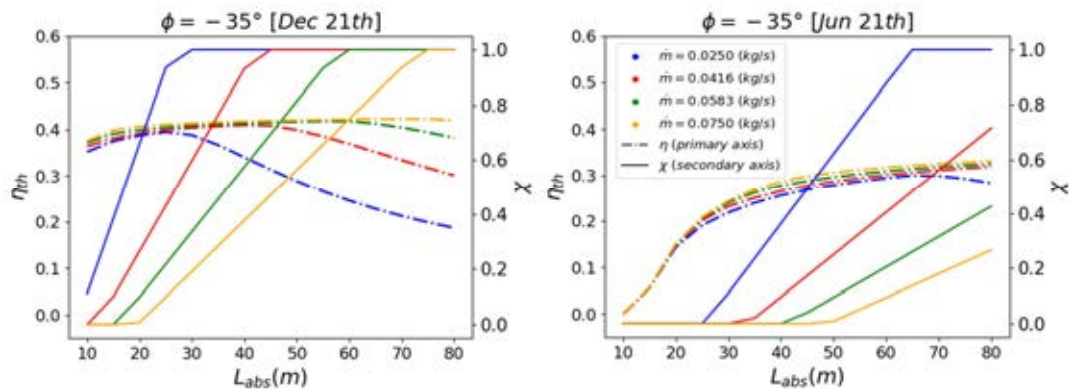 ϕ = − 35° [Dec 21th]
0.6
0.5
0.4
0.3
0.2
0.1
0.0
η_th
1.0
0.8
0.6
0.4
0.2
0.0
χ
10 20 30 40 50 60 70 80
L_abs(m)
ϕ = − 35° [Jun 21th]
0.6
0.5
0.4
0.3
0.2
0.1
0.0
η_th
ṁ=0.0250 (kg/s)
ṁ=0.0416 (kg/s)
ṁ=0.0583 (kg/s)
ṁ=0.0750 (kg/s)
η (primary axis)
χ (secondary axis)
1.0
0.8
0.6
0.4
0.2
0.0
χ
10 20 30 40 50 60 70 80
L_abs(m)